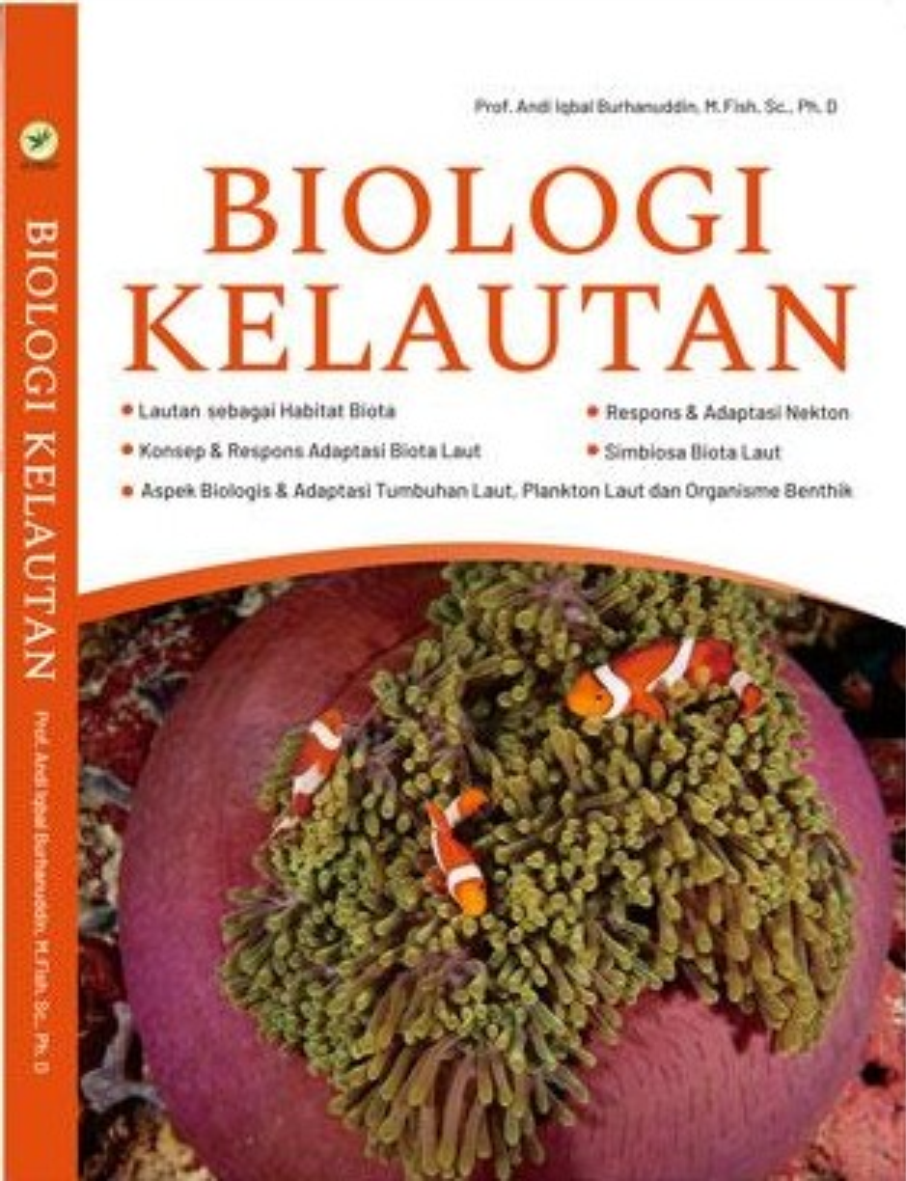 Prof. Andi Iqbal Burhanuddin, M.Fish. Sc., Ph. D
BIOLOGI
KELAUTAN
• Lautan sebagai Habitat Biota
• Respons & Adaptasi Nekton
• Konsep & Respons Adaptasi Biota Laut
• Simbiosa Biota Laut
• Aspek Biologis & Adaptasi Tumbuhan Laut, Plankton Laut dan Organisme Benthik
BIOLOGI KELAUTAN
Prof. Andi Iqbal Burhanuddin, M.Fish. Sc., Ph. D